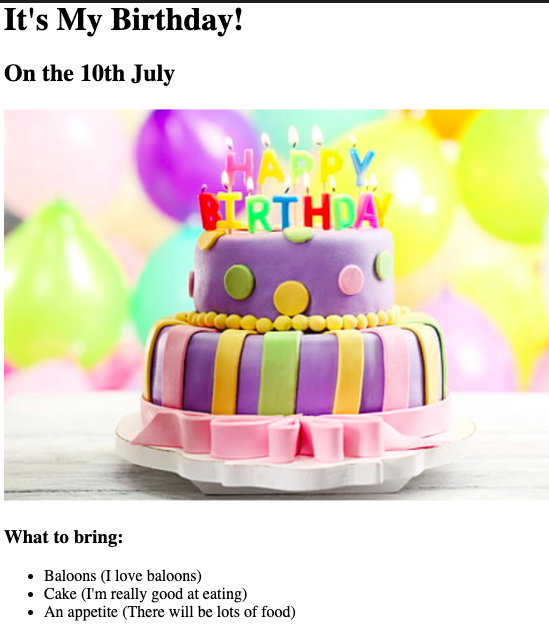 It's My Birthday!
On the 10th July
HAPPY
BIRTHDAY
What to bring:
Baloons (I love baloons)
Cake (I'm really good at eating)
An appetite (There will be lots of food)